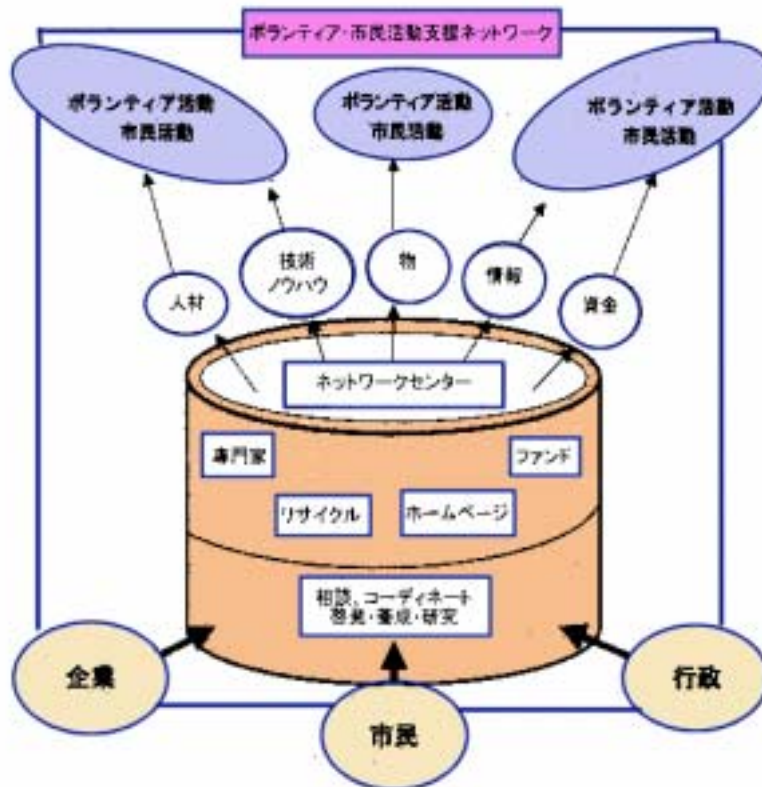 ボランティア・市民活動支援ネットワーク
ボランティア活動
市民活動
ボランティア活動
市民活動
ボランティア活動
市民活動
人材
技術
ノウハウ
物
情報
資金
ネットワークセンター
専門家
ファンド
リサイクル
ホームページ
相談、コーディネート
啓発・養成・研究
企業
市民
行政